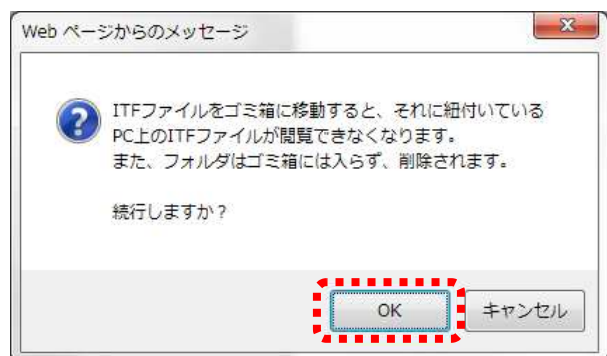 Web ページからのメッセージ
ITFファイルをゴミ箱に移動すると、それに紐付いている
PC上のITFファイルが閲覧できなくなります。
また、フォルダはゴミ箱には入らず、削除されます。
続行しますか？
OK
キャンセル